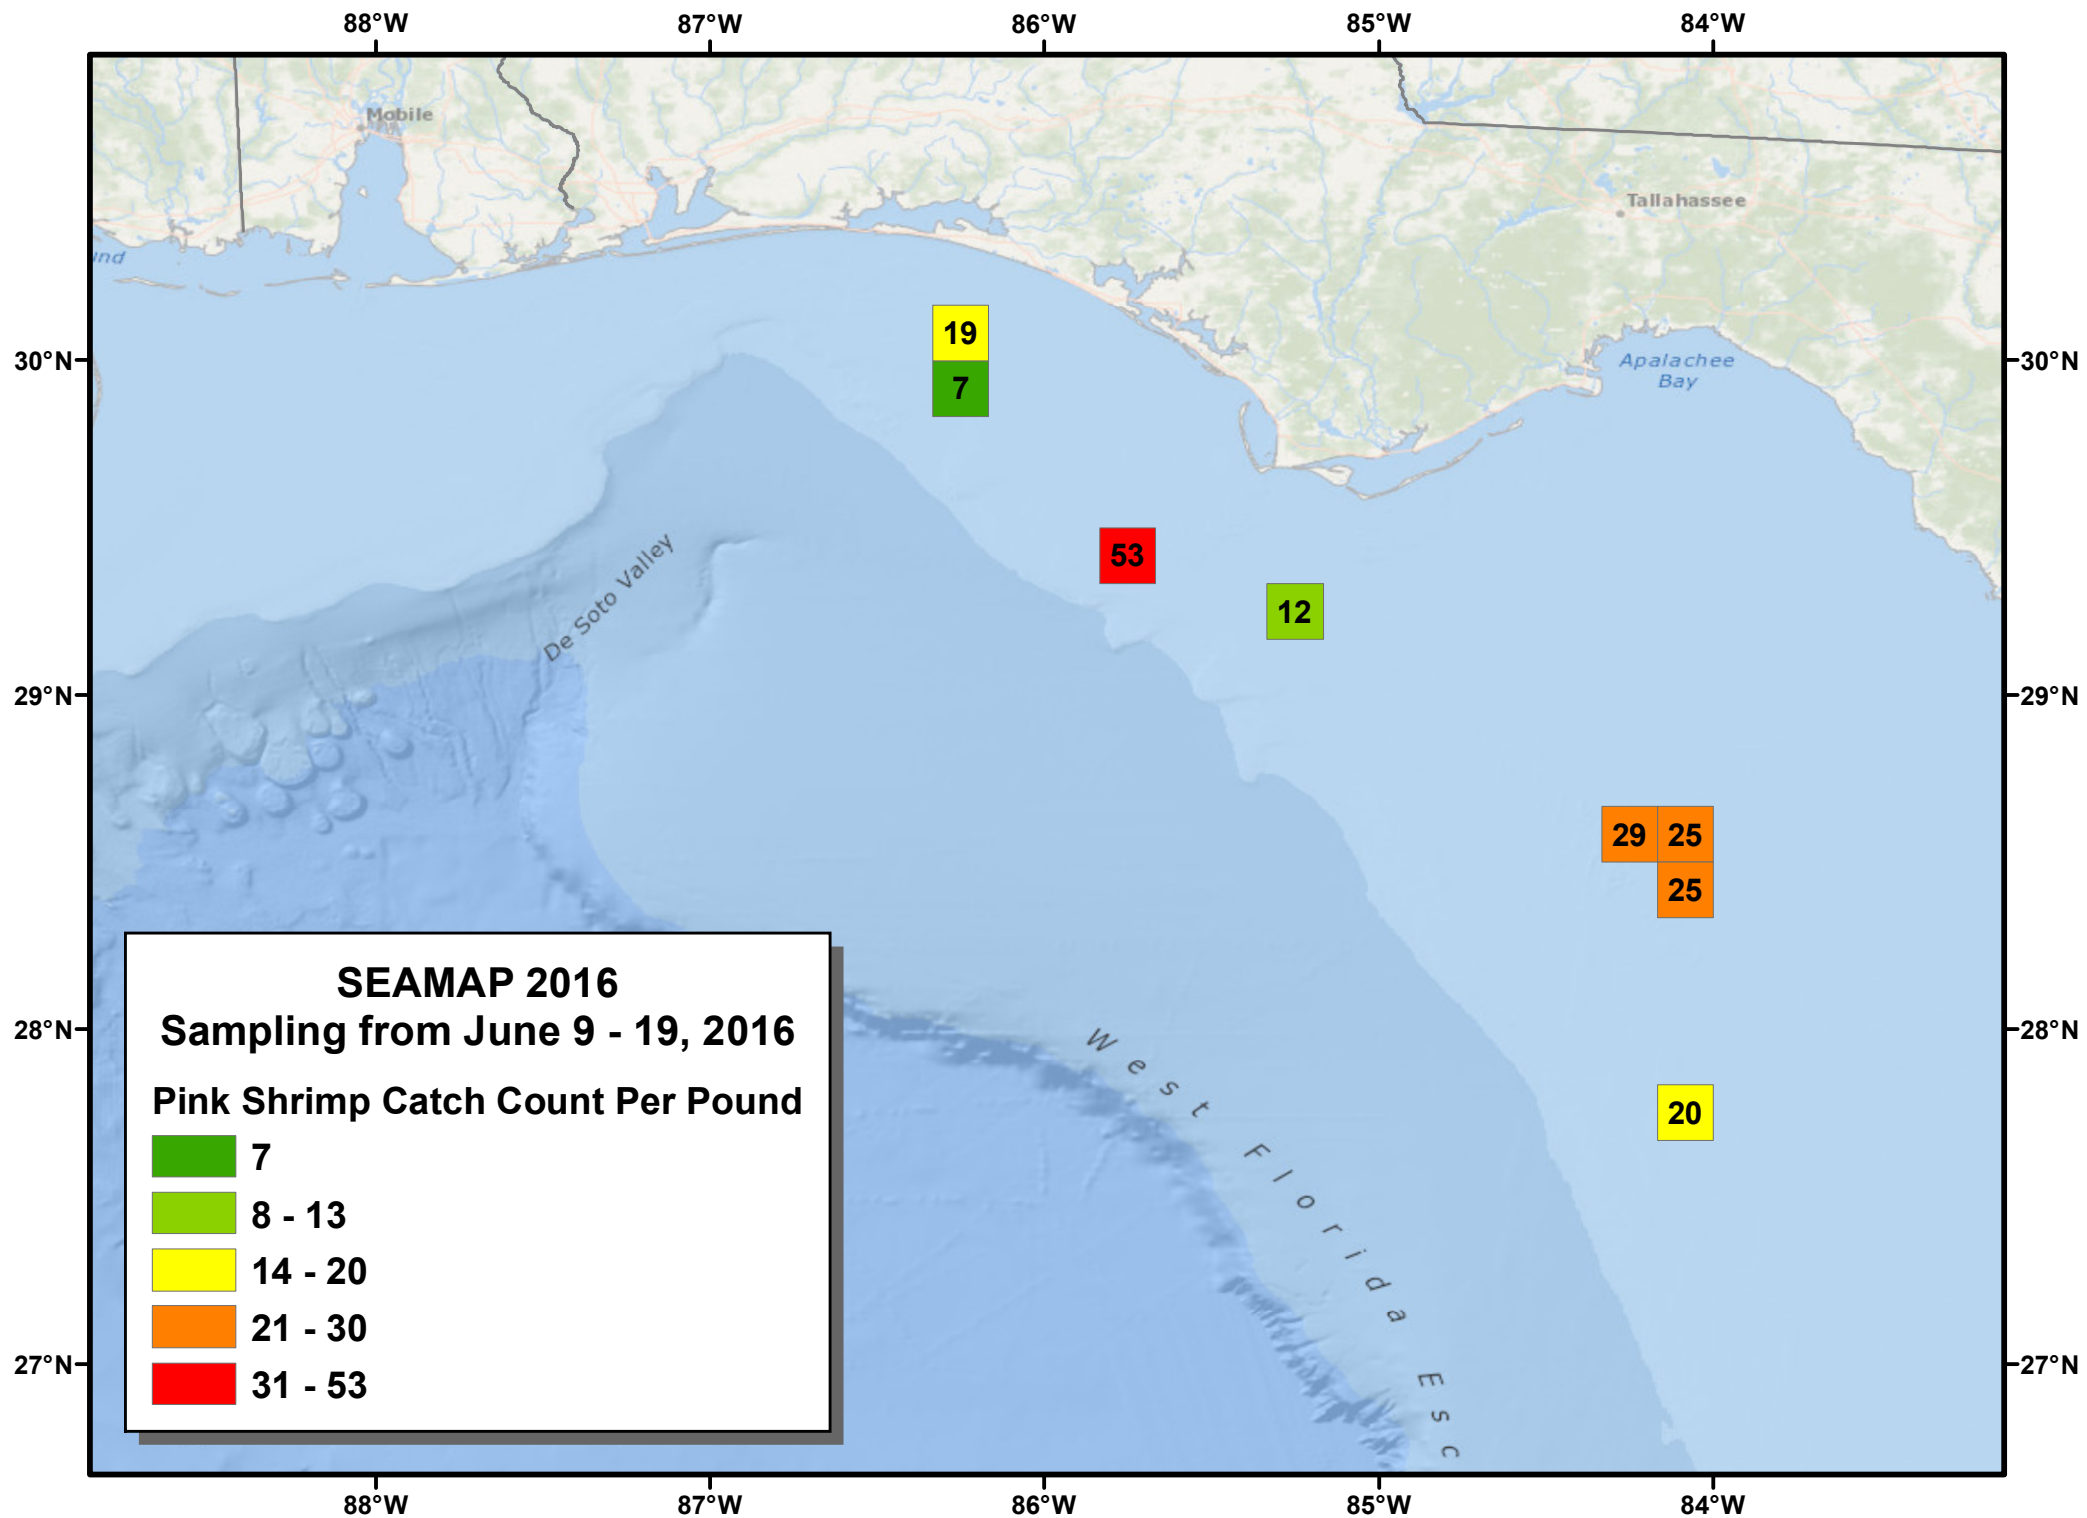 88°W 87°W 86°W 85°W 84°W
Mobile
Tallahassee
und
19
30°N 30°N
Apalachee
Bay
7
De Soto Valley
53
12
29°N 29°N
29 25
25
28°N 28°N
West Florida Esc
20
SEAMAP 2016
Sampling from June 9 - 19, 2016
Pink Shrimp Catch Count Per Pound
7
8 - 13
14 - 20
21 - 30
31 - 53
27°N 27°N
88°W 87°W 86°W 85°W 84°W